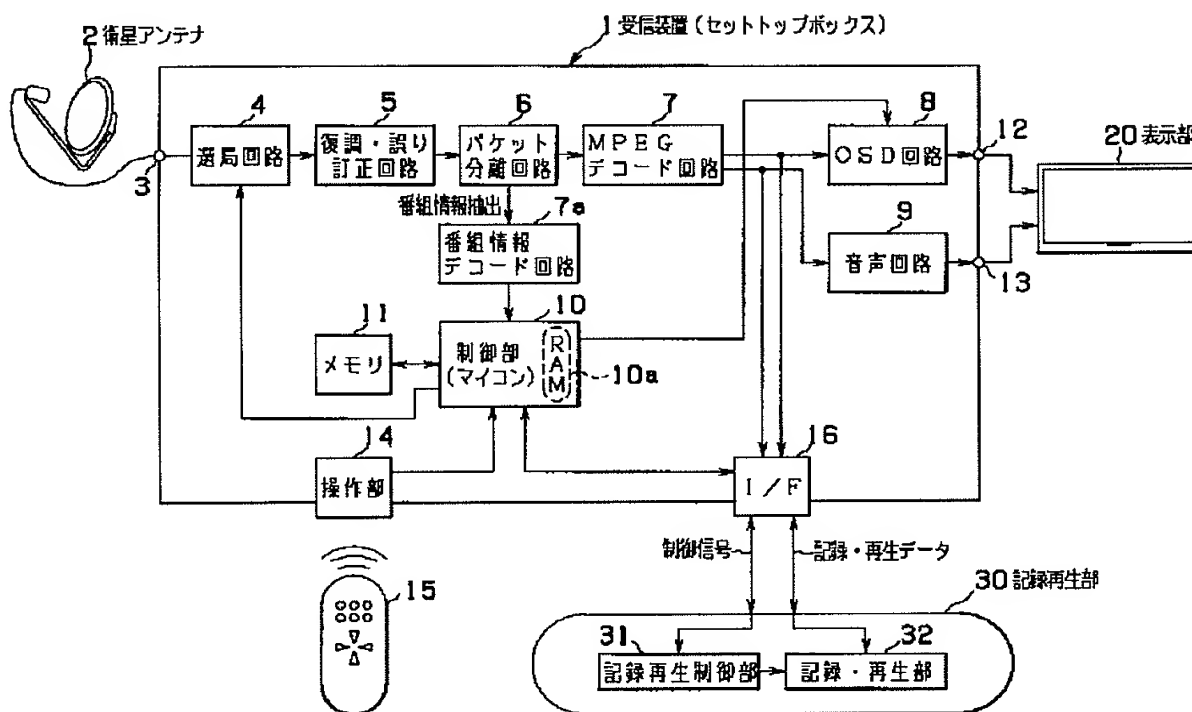 1 受信装置(セットトップボックス)
2 衛星アンテナ
3
4
選局回路
5
復調・誤り
訂正回路
6
パケット
分離回路
7
MPEG
デコード回路
8
OSD回路
12
20 表示部
番組情報抽出
7a
番組情報
デコード回路
9
音声回路
13
10
制御部
(マイコン)
RAM
10a
11
メモリ
14
操作部
16
I/F
制御信号
記録・再生データ
15
30 記録再生部
31
記録再生制御部
32
記録・再生部